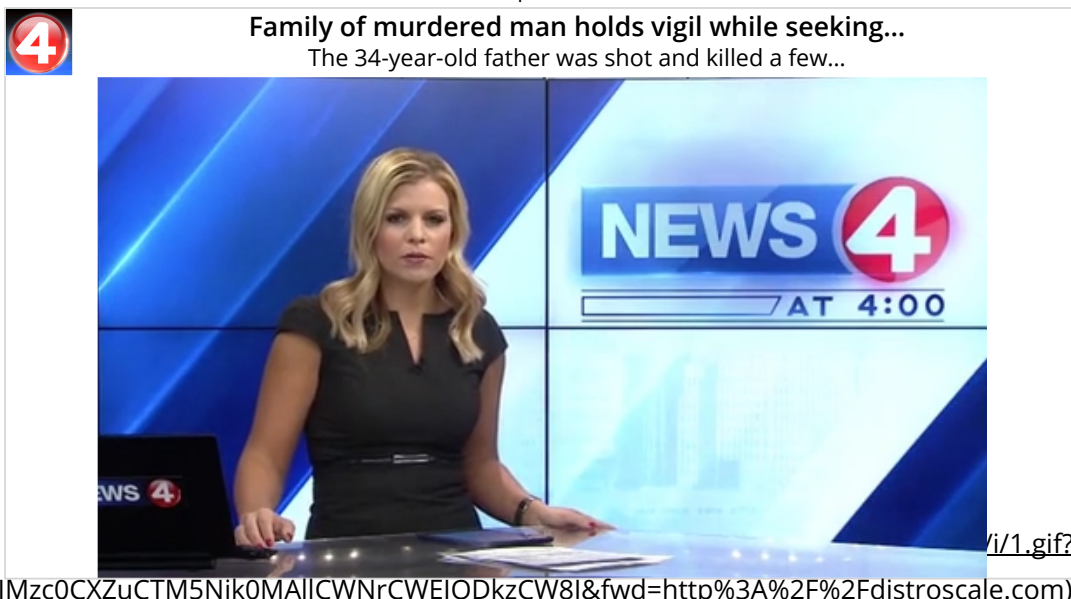 4
Family of murdered man holds vigil while seeking...
The 34-year-old father was shot and killed a few...
NEWS 4
AT 4:00
EWS 4
/i/1.gif?
JMzc0CXZuCTM5Njk0MAllCWNrCWEJODkzCW8J&fwd=http%3A%2F%2Fdistroscale.com)